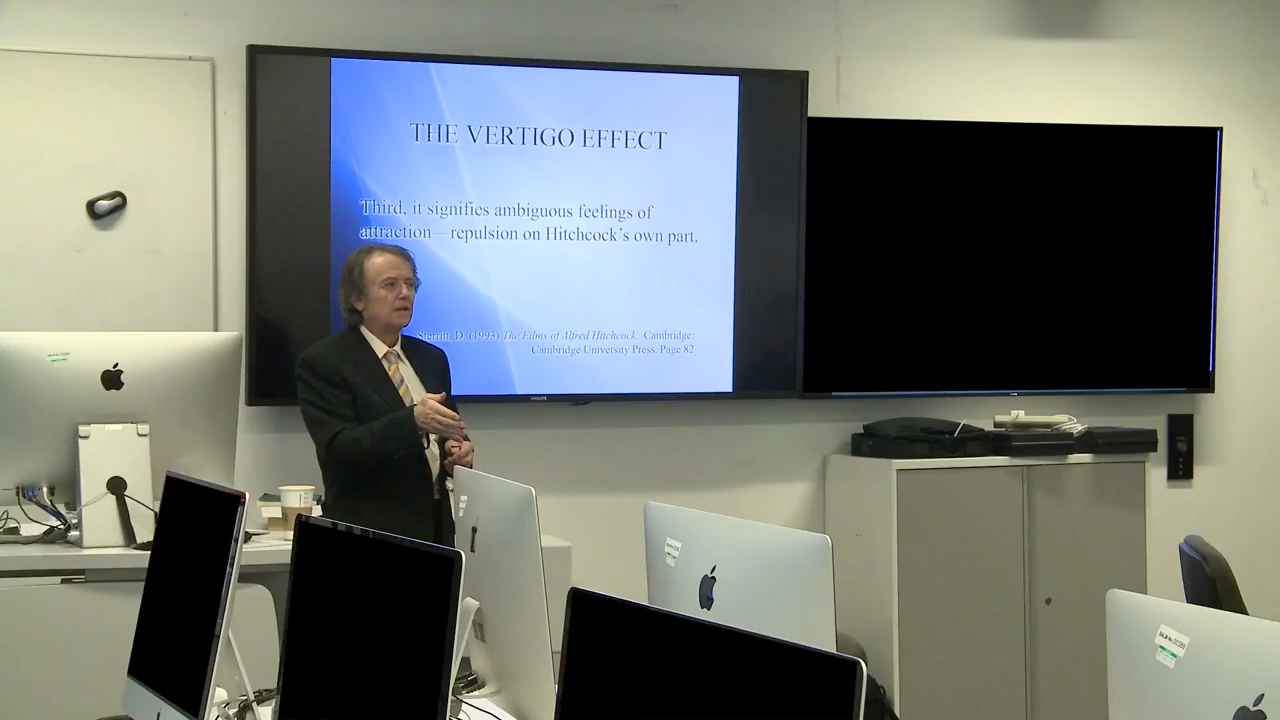 THE VERTIGO EFFECT
Third, it signifies ambiguous feelings of
attraction—repulsion on Hitchcock's own part.
Sterritt, D. (1993) The Films of Alfred Hitchcock. Cambridge:
Cambridge University Press. Page 82
PHILIPS